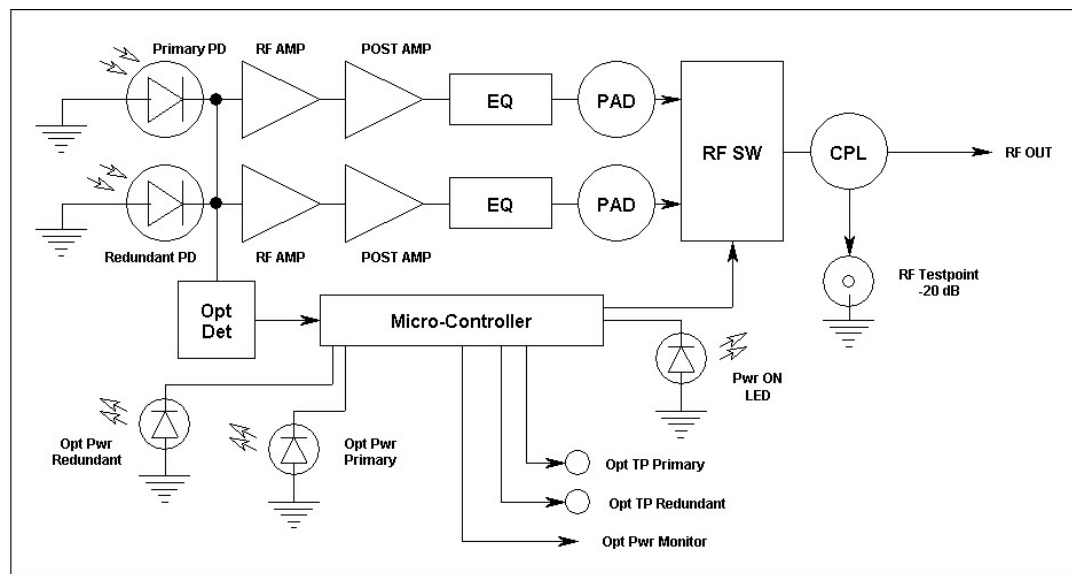 Primary PD
RF AMP
POST AMP
EQ
PAD
RF SW
CPL
RF OUT
Redundant PD
RF AMP
POST AMP
EQ
PAD
RF Testpoint
-20 dB
Opt
Det
Micro-Controller
Pwr ON
LED
Opt Pwr
Redundant
Opt Pwr
Primary
Opt TP Primary
Opt TP Redundant
Opt Pwr Monitor